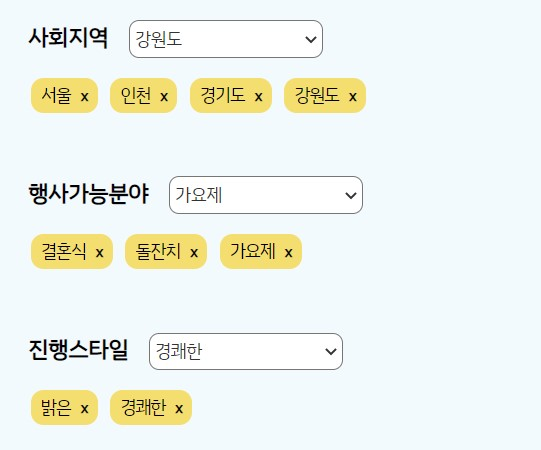 사회지역 강원도
서울 x 인천 x 경기도 x 강원도 x
행사가능분야 가요제
결혼식 x 돌잔치 x 가요제 x
진행스타일 경쾌한
밝은 x 경쾌한 x